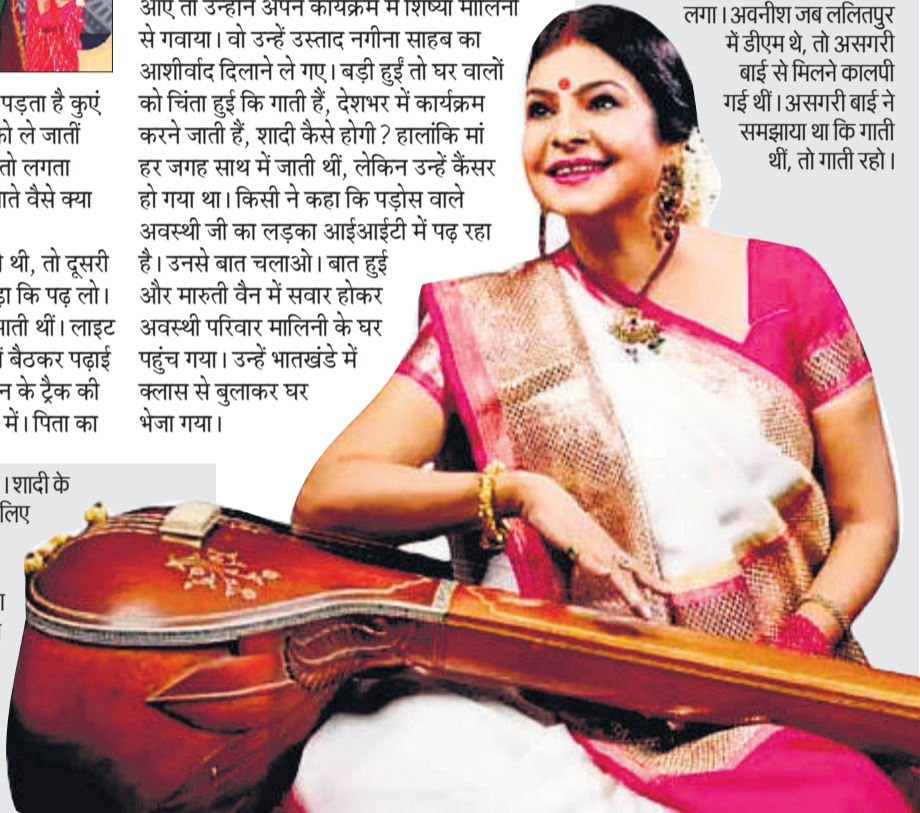 पड़ता है कुएं
को ले जातीं
तो लगता
गाते वैसे क्या
थी, तो दूसरी
कि पढ़ लो।
आती थीं। लाइट
बैठकर पढ़ाई
के ट्रैक की
में। पिता का
आए तो उन्होंने अपने कार्यक्रम में शिष्या मालिनी
से गवाया। वो उन्हें उस्ताद नगीना साहब का
आशीर्वाद दिलाने ले गए। बड़ी हुईं तो घर वालों
को चिंता हुई कि गाती हैं, देशभर में कार्यक्रम
करने जाती हैं, शादी कैसे होगी? हालांकि मां
हर जगह साथ में जाती थीं, लेकिन उन्हें कैंसर
हो गया था। किसी ने कहा कि पड़ोस वाले
अवस्थी जी का लड़का आईआईटी में पढ़ रहा
है। उनसे बात चलाओ। बात हुई
और मारुती वैन में सवार होकर
अवस्थी परिवार मालिनी के घर
पहुंच गया। उन्हें भातखंडे में
क्लास से बुलाकर घर
भेजा गया।
। शादी के
लिए
लगा। अवनीश जब ललितपुर
में डीएम थे, तो असगरी
बाई से मिलने कालपी
गई थीं। असगरी बाई ने
समझाया था कि गाती
थीं, तो गाती रहो।